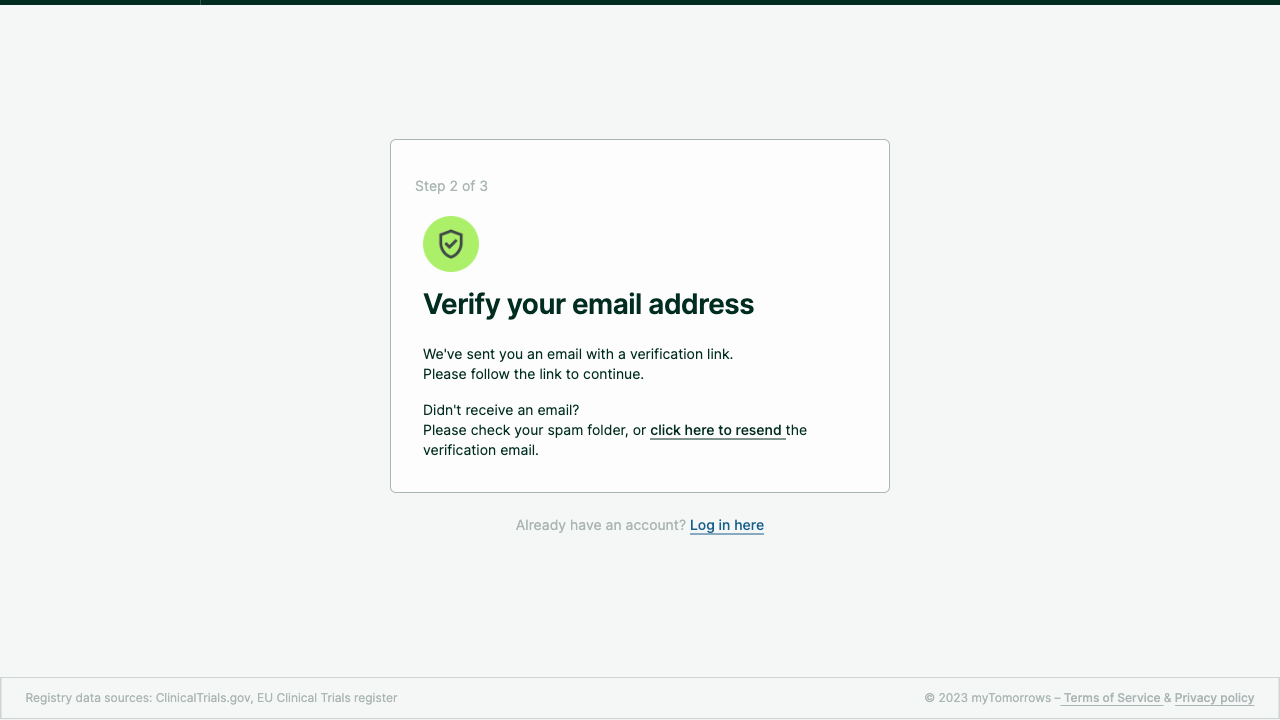 Step 2 of 3
Verify your email address
We've sent you an email with a verification link.
Please follow the link to continue.
Didn't receive an email?
Please check your spam folder, or click here to resend the
verification email.
Already have an account? Log in here
Registry data sources: ClinicalTrials.gov, EU Clinical Trials register
© 2023 myTomorrows – Terms of Service & Privacy policy